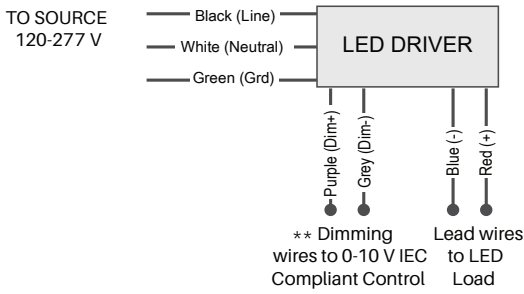 TO SOURCE
120-277 V
Black (Line)
White (Neutral)
Green (Grd)
LED DRIVER
Purple (Dim+)
Grey (Dim-)
Blue (-)
Red (+)
** Dimming
wires to 0-10 V IEC
Compliant Control
Lead wires
to LED
Load